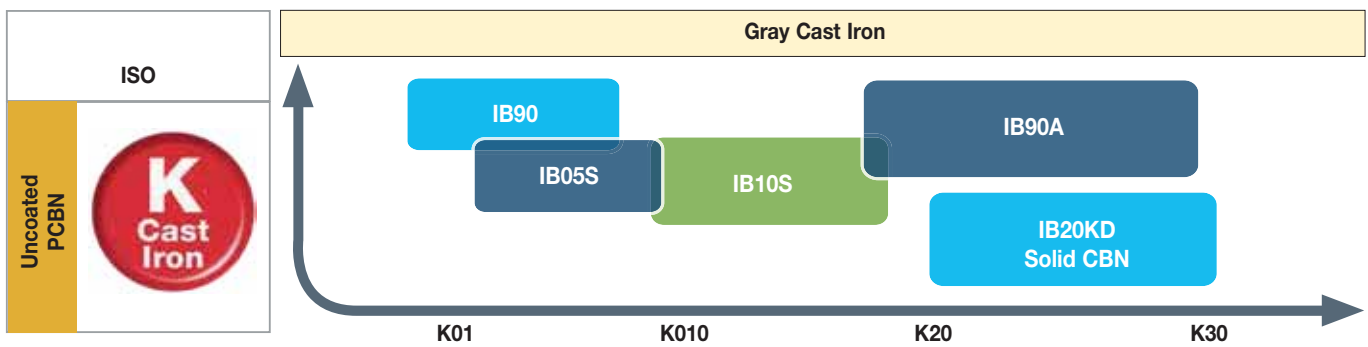 ISO
Uncoated
PCBN
K
Cast
Iron
Gray Cast Iron
IB90
IB05S
IB10S
IB90A
IB20KD
Solid CBN
K01
K010
K20
K30